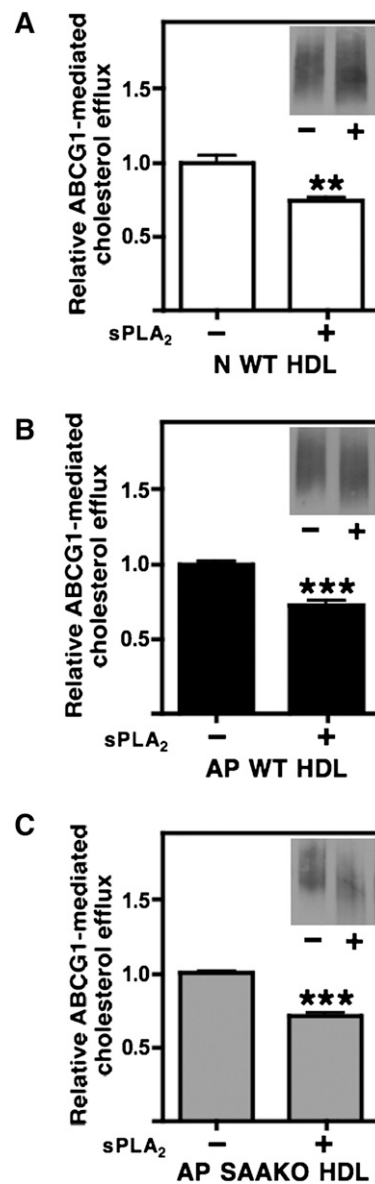 A
Relative ABCG1-mediated
cholesterol efflux
1.5
1.0
0.5
− +
**
sPLA₂ − +
N WT HDL
B
Relative ABCG1-mediated
cholesterol efflux
1.5
1.0
0.5
− +
***
sPLA₂ − +
AP WT HDL
C
Relative ABCG1-mediated
cholesterol efflux
1.5
1.0
0.5
− +
***
sPLA₂ − +
AP SAAKO HDL